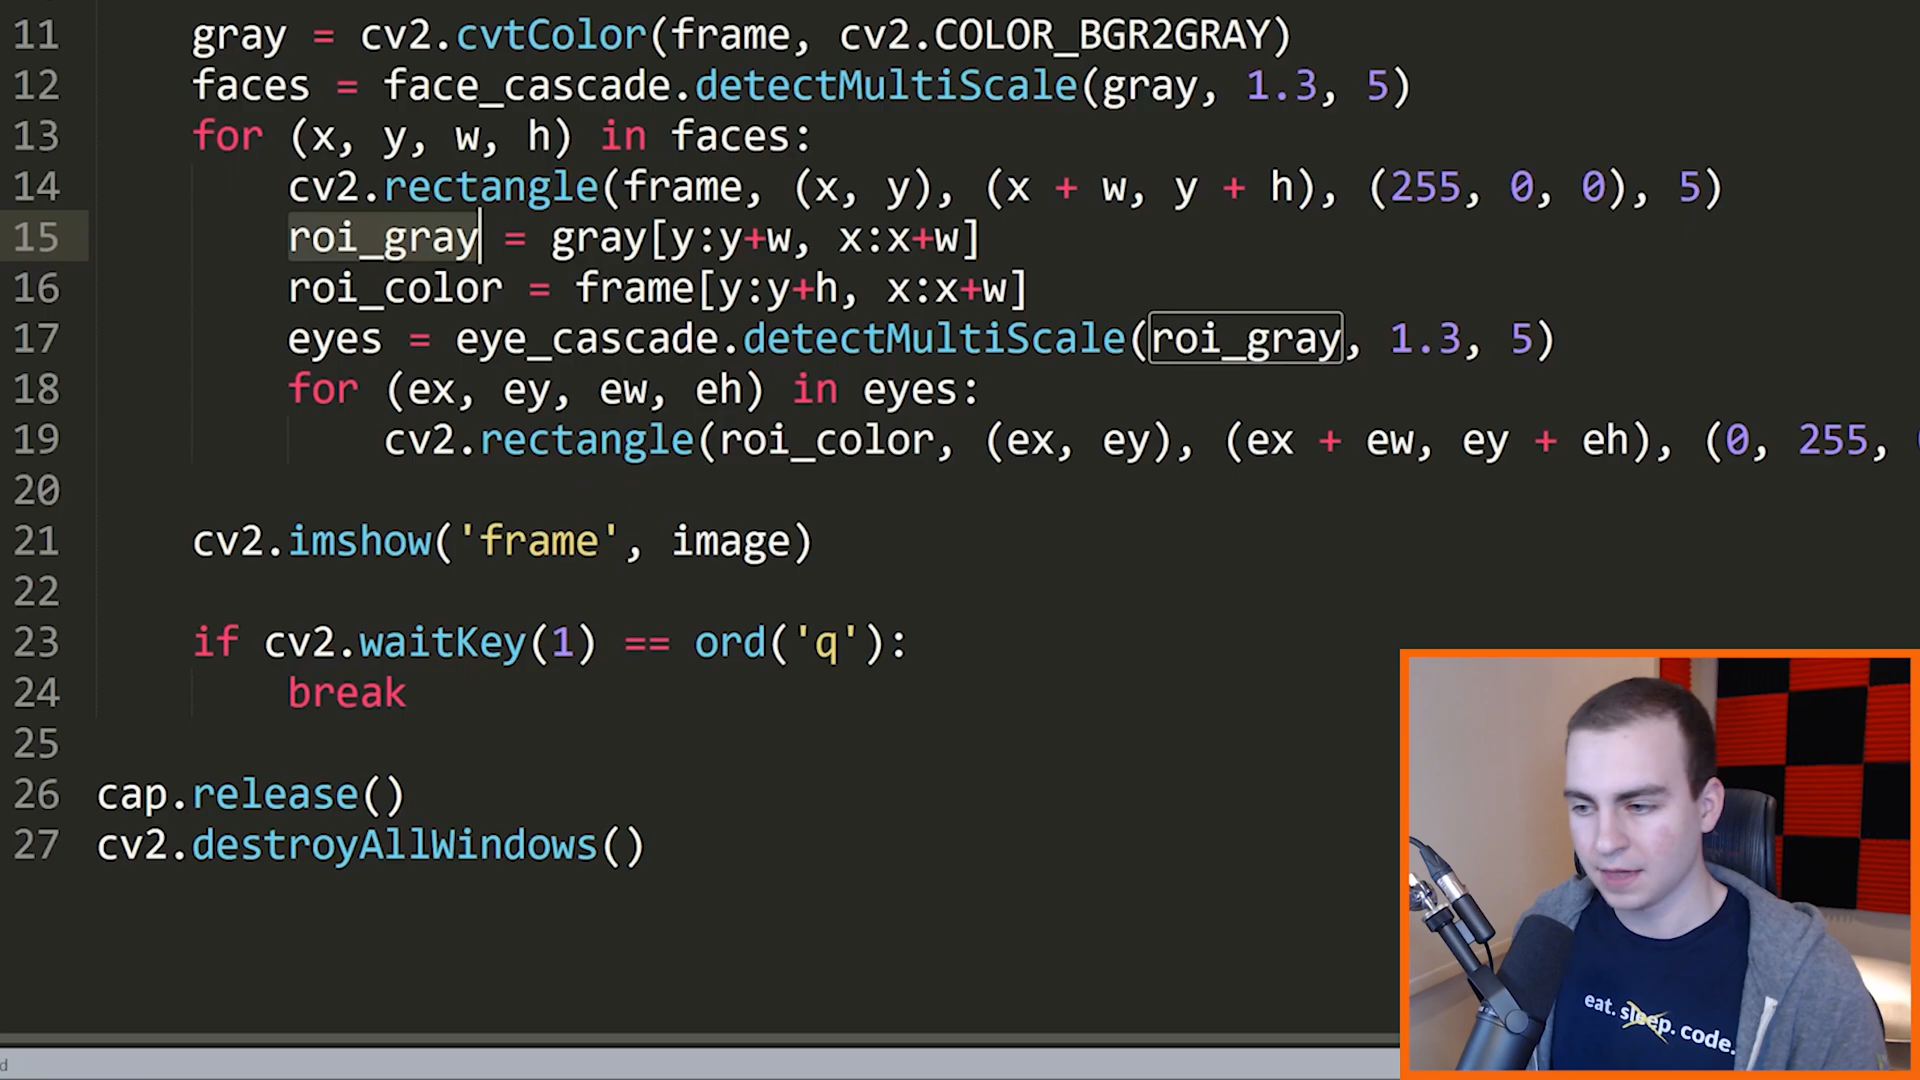 11 gray = cv2.cvtColor(frame, cv2.COLOR_BGR2GRAY)
12 faces = face_cascade.detectMultiScale(gray, 1.3, 5)
13 for (x, y, w, h) in faces:
14 cv2.rectangle(frame, (x, y), (x + w, y + h), (255, 0, 0), 5)
15 roi_gray = gray[y:y+w, x:x+w]
16 roi_color = frame[y:y+h, x:x+w]
17 eyes = eye_cascade.detectMultiScale(roi_gray, 1.3, 5)
18 for (ex, ey, ew, eh) in eyes:
19 cv2.rectangle(roi_color, (ex, ey), (ex + ew, ey + eh), (0, 255,
20
21 cv2.imshow('frame', image)
22
23 if cv2.waitKey(1) == ord('q'):
24 break
25
26 cap.release()
27 cv2.destroyAllWindows()
eat. sleep. code.